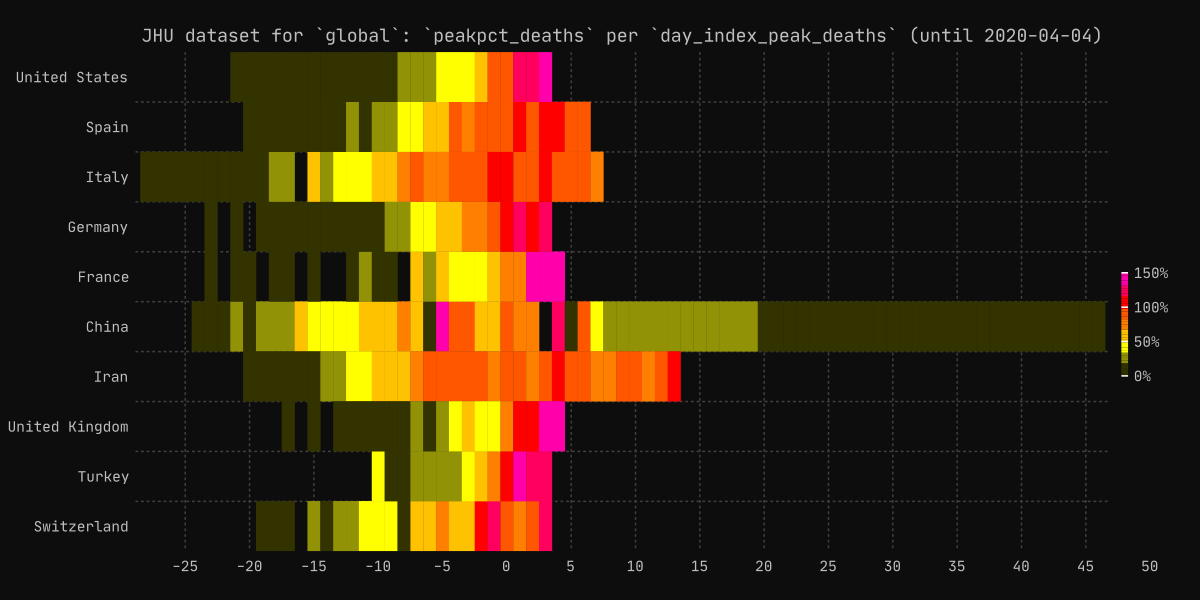 JHU dataset for `global`: `peakpct_deaths` per `day_index_peak_deaths` (until 2020-04-04)
United States
Spain
Italy
Germany
France
China
Iran
United Kingdom
Turkey
Switzerland
150%
100%
50%
0%
-25 -20 -15 -10 -5 0 5 10 15 20 25 30 35 40 45 50